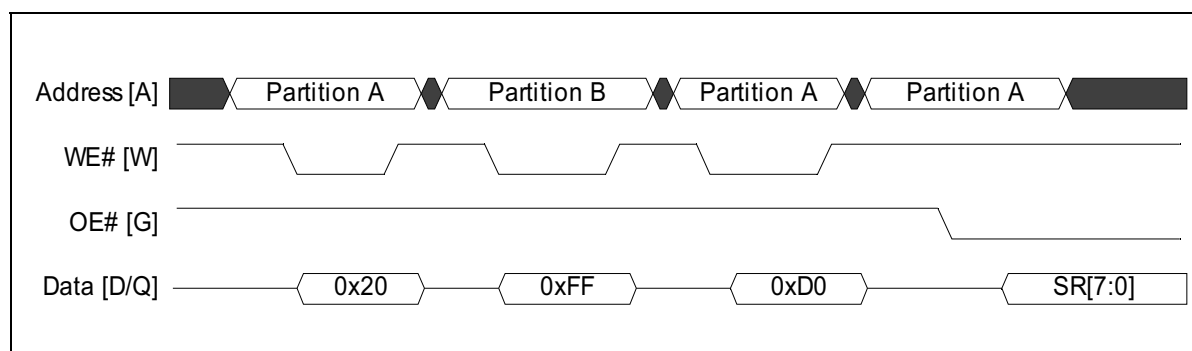 Address [A] Partition A Partition B Partition A Partition A
WE# [W]
OE# [G]
Data [D/Q] 0x20 0xFF 0xD0 SR[7:0]